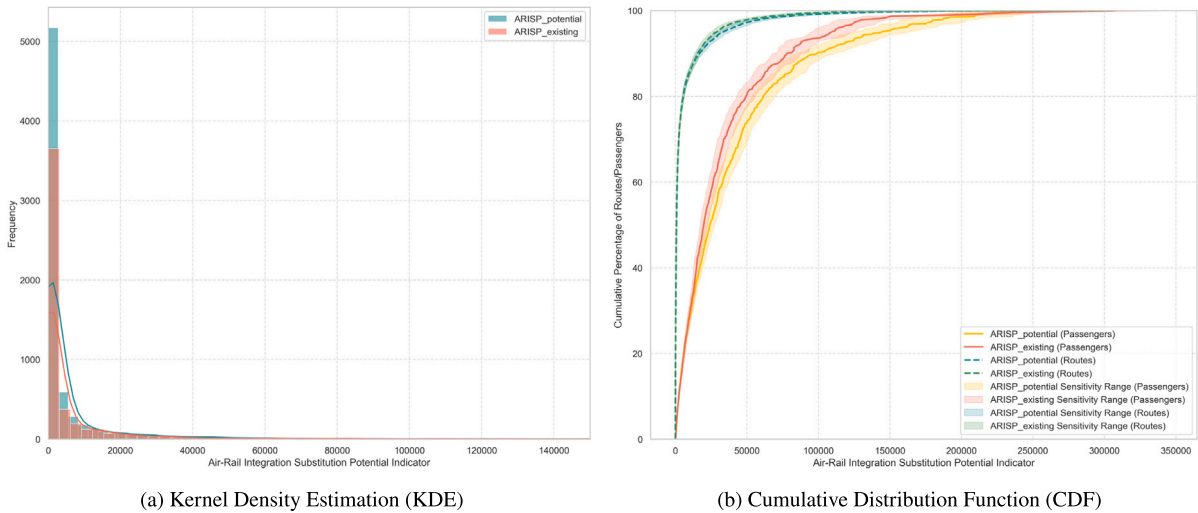 ARISP_potential
ARISP_existing
5000
4000
3000
2000
1000
0
Frequency
0
20000
40000
60000
80000
100000
120000
140000
Air-Rail Integration Substitution Potential Indicator
(a) Kernel Density Estimation (KDE)
100
80
60
40
20
0
Cumulative Percentage of Routes/Passengers
ARISP_potential (Passengers)
ARISP_existing (Passengers)
ARISP_potential (Routes)
ARISP_existing (Routes)
ARISP_potential Sensitivity Range (Passengers)
ARISP_existing Sensitivity Range (Passengers)
ARISP_potential Sensitivity Range (Routes)
ARISP_existing Sensitivity Range (Routes)
0
50000
100000
150000
200000
250000
300000
350000
Air-Rail Integration Substitution Potential Indicator
(b) Cumulative Distribution Function (CDF)